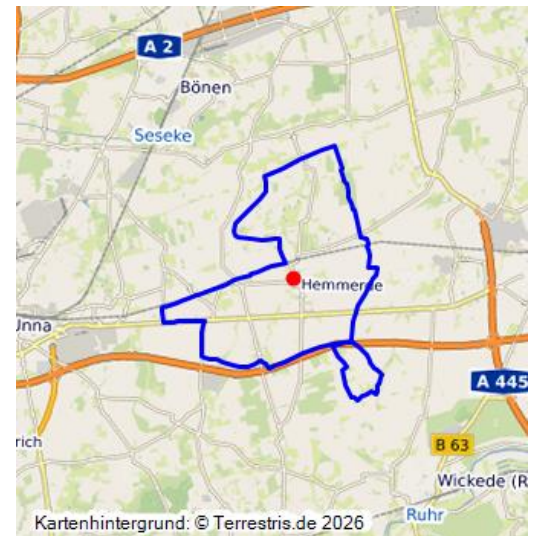 A 2
Bönen
Seseke
Hemmerde
Unna
A 445
rich
B 63
Wickede (R
Ruhr
Kartenhintergrund: © Terrestris.de 2026